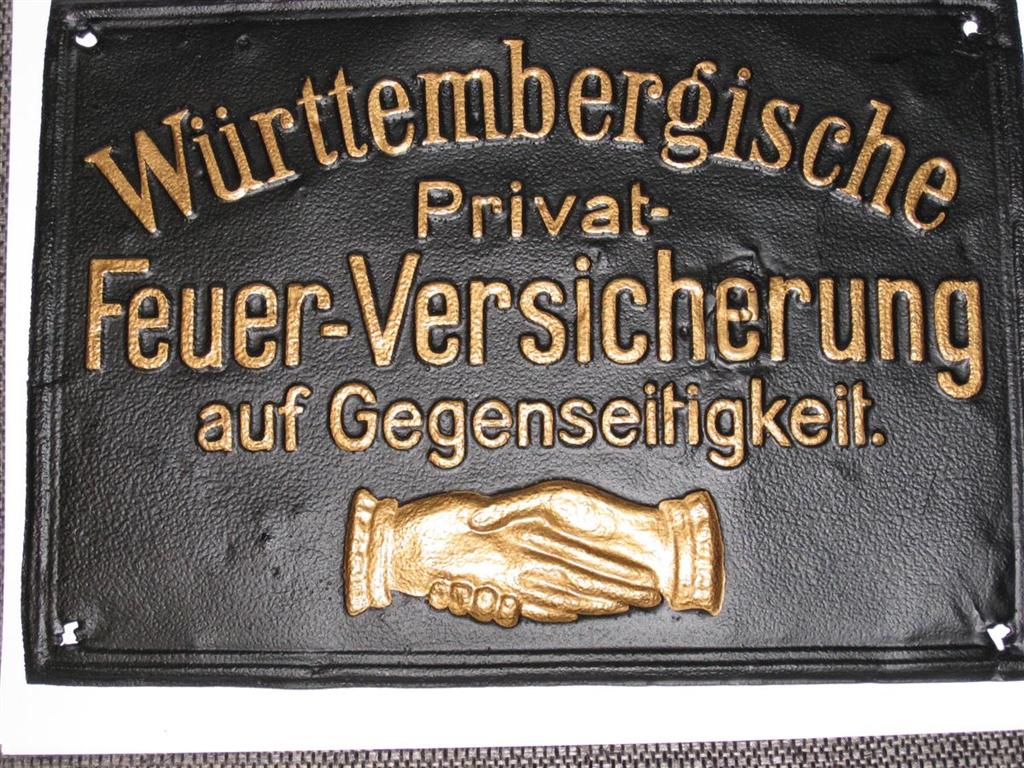 Württembergische
Privat-
Feuer-Versicherung
auf Gegenseitigkeit.